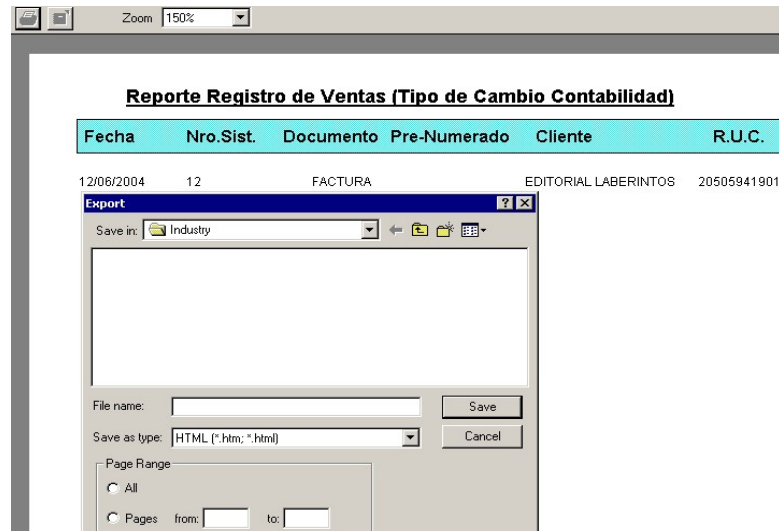 Zoom 150%
Reporte Registro de Ventas (Tipo de Cambio Contabilidad)
Fecha Nro.Sist. Documento Pre-Numerado Cliente R.U.C.
12/06/2004 12 FACTURA EDITORIAL LABERINTOS 20505941901
Export
Save in: Industry
File name: Save
Save as type: HTML (*.htm; *.html) Cancel
Page Range
All
Pages from: to: